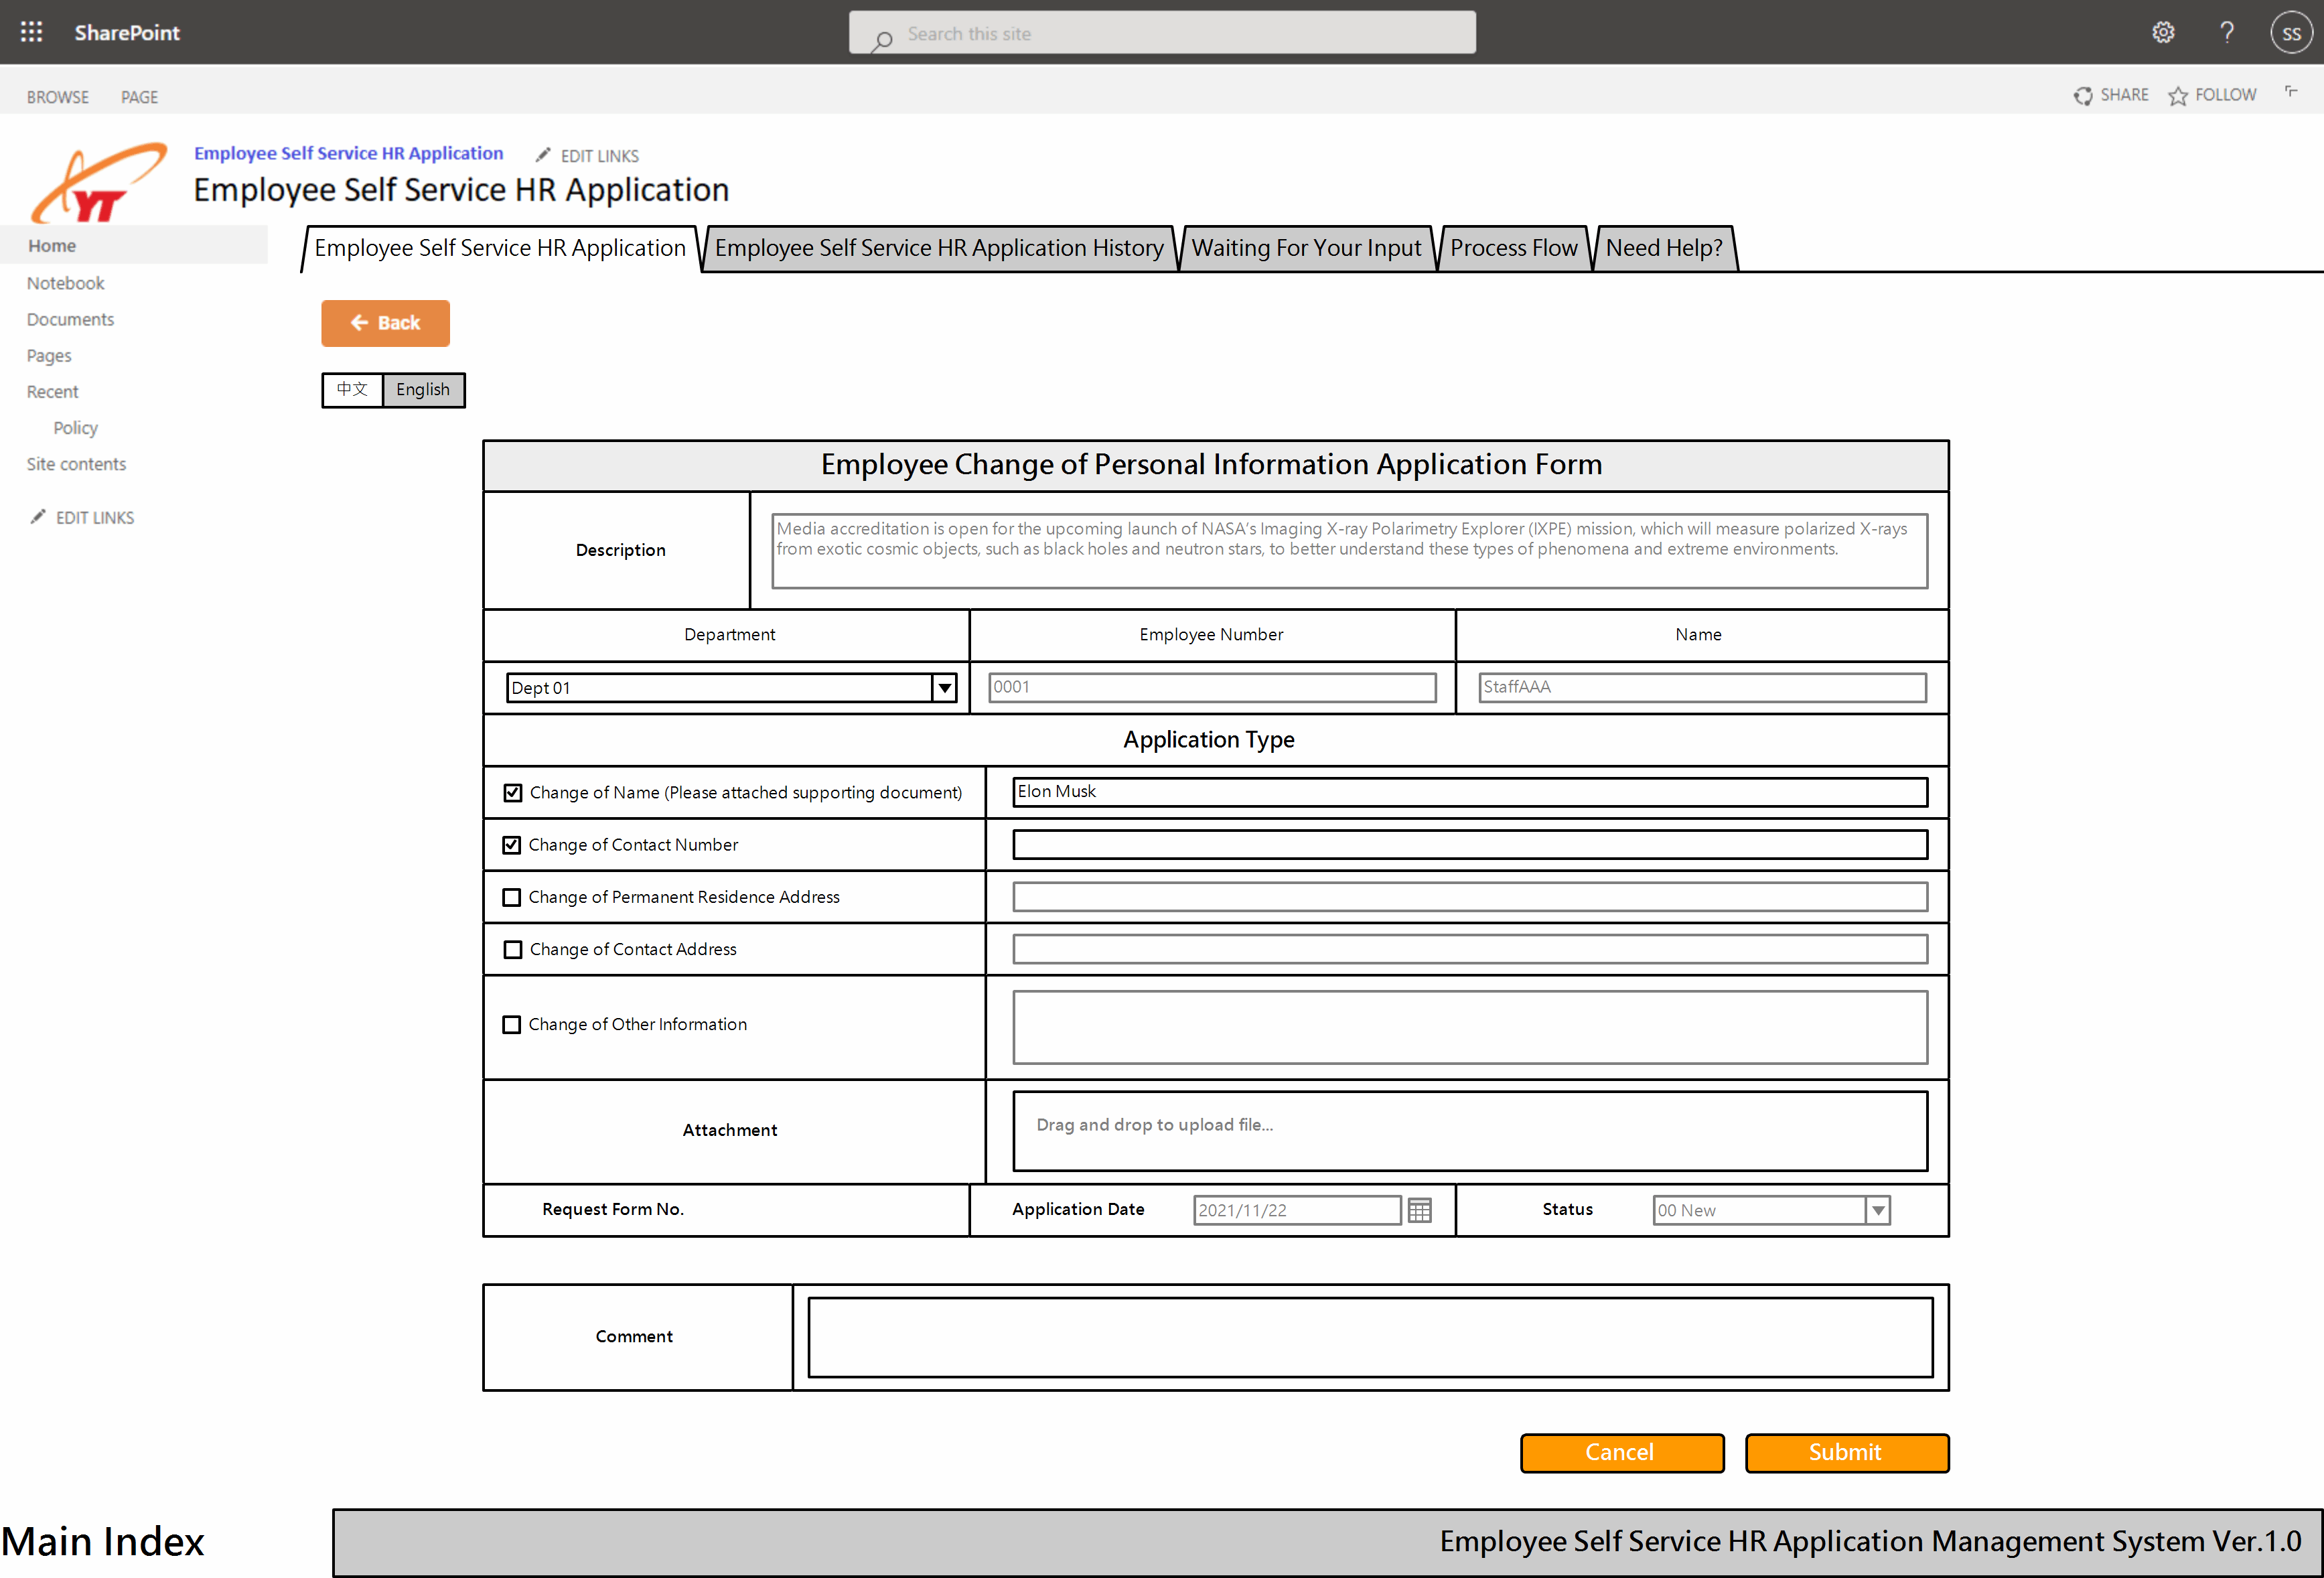 SharePoint
Search this site
?
SS
BROWSE PAGE
SHARE FOLLOW
YT
Employee Self Service HR Application EDIT LINKS
Employee Self Service HR Application
Home
Notebook
Documents
Pages
Recent
Policy
Site contents
EDIT LINKS
Employee Self Service HR Application Employee Self Service HR Application History Waiting For Your Input Process Flow Need Help?
Back
中文 English
Employee Change of Personal Information Application Form
Description
Media accreditation is open for the upcoming launch of NASA's Imaging X-ray Polarimetry Explorer (IXPE) mission, which will measure polarized X-rays
from exotic cosmic objects, such as black holes and neutron stars, to better understand these types of phenomena and extreme environments.
Department Employee Number Name
Dept 01 0001 StaffAAA
Application Type
Change of Name (Please attached supporting document) Elon Musk
Change of Contact Number
Change of Permanent Residence Address
Change of Contact Address
Change of Other Information
Attachment Drag and drop to upload file...
Request Form No. Application Date 2021/11/22 Status 00 New
Comment
Cancel Submit
Main Index Employee Self Service HR Application Management System Ver.1.0